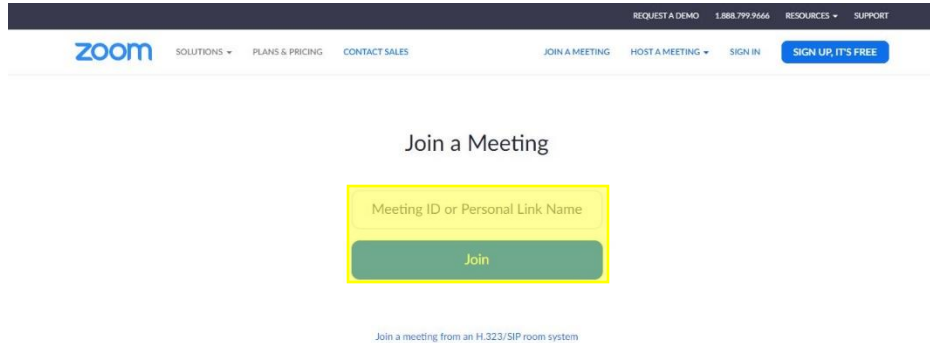 REQUEST A DEMO 1.888.799.9666 RESOURCES SUPPORT
zoom SOLUTIONS PLANS & PRICING CONTACT SALES JOIN A MEETING HOST A MEETING SIGN IN SIGN UP, IT'S FREE
Join a Meeting
Meeting ID or Personal Link Name
Join
Join a meeting from an H.323/SIP room system